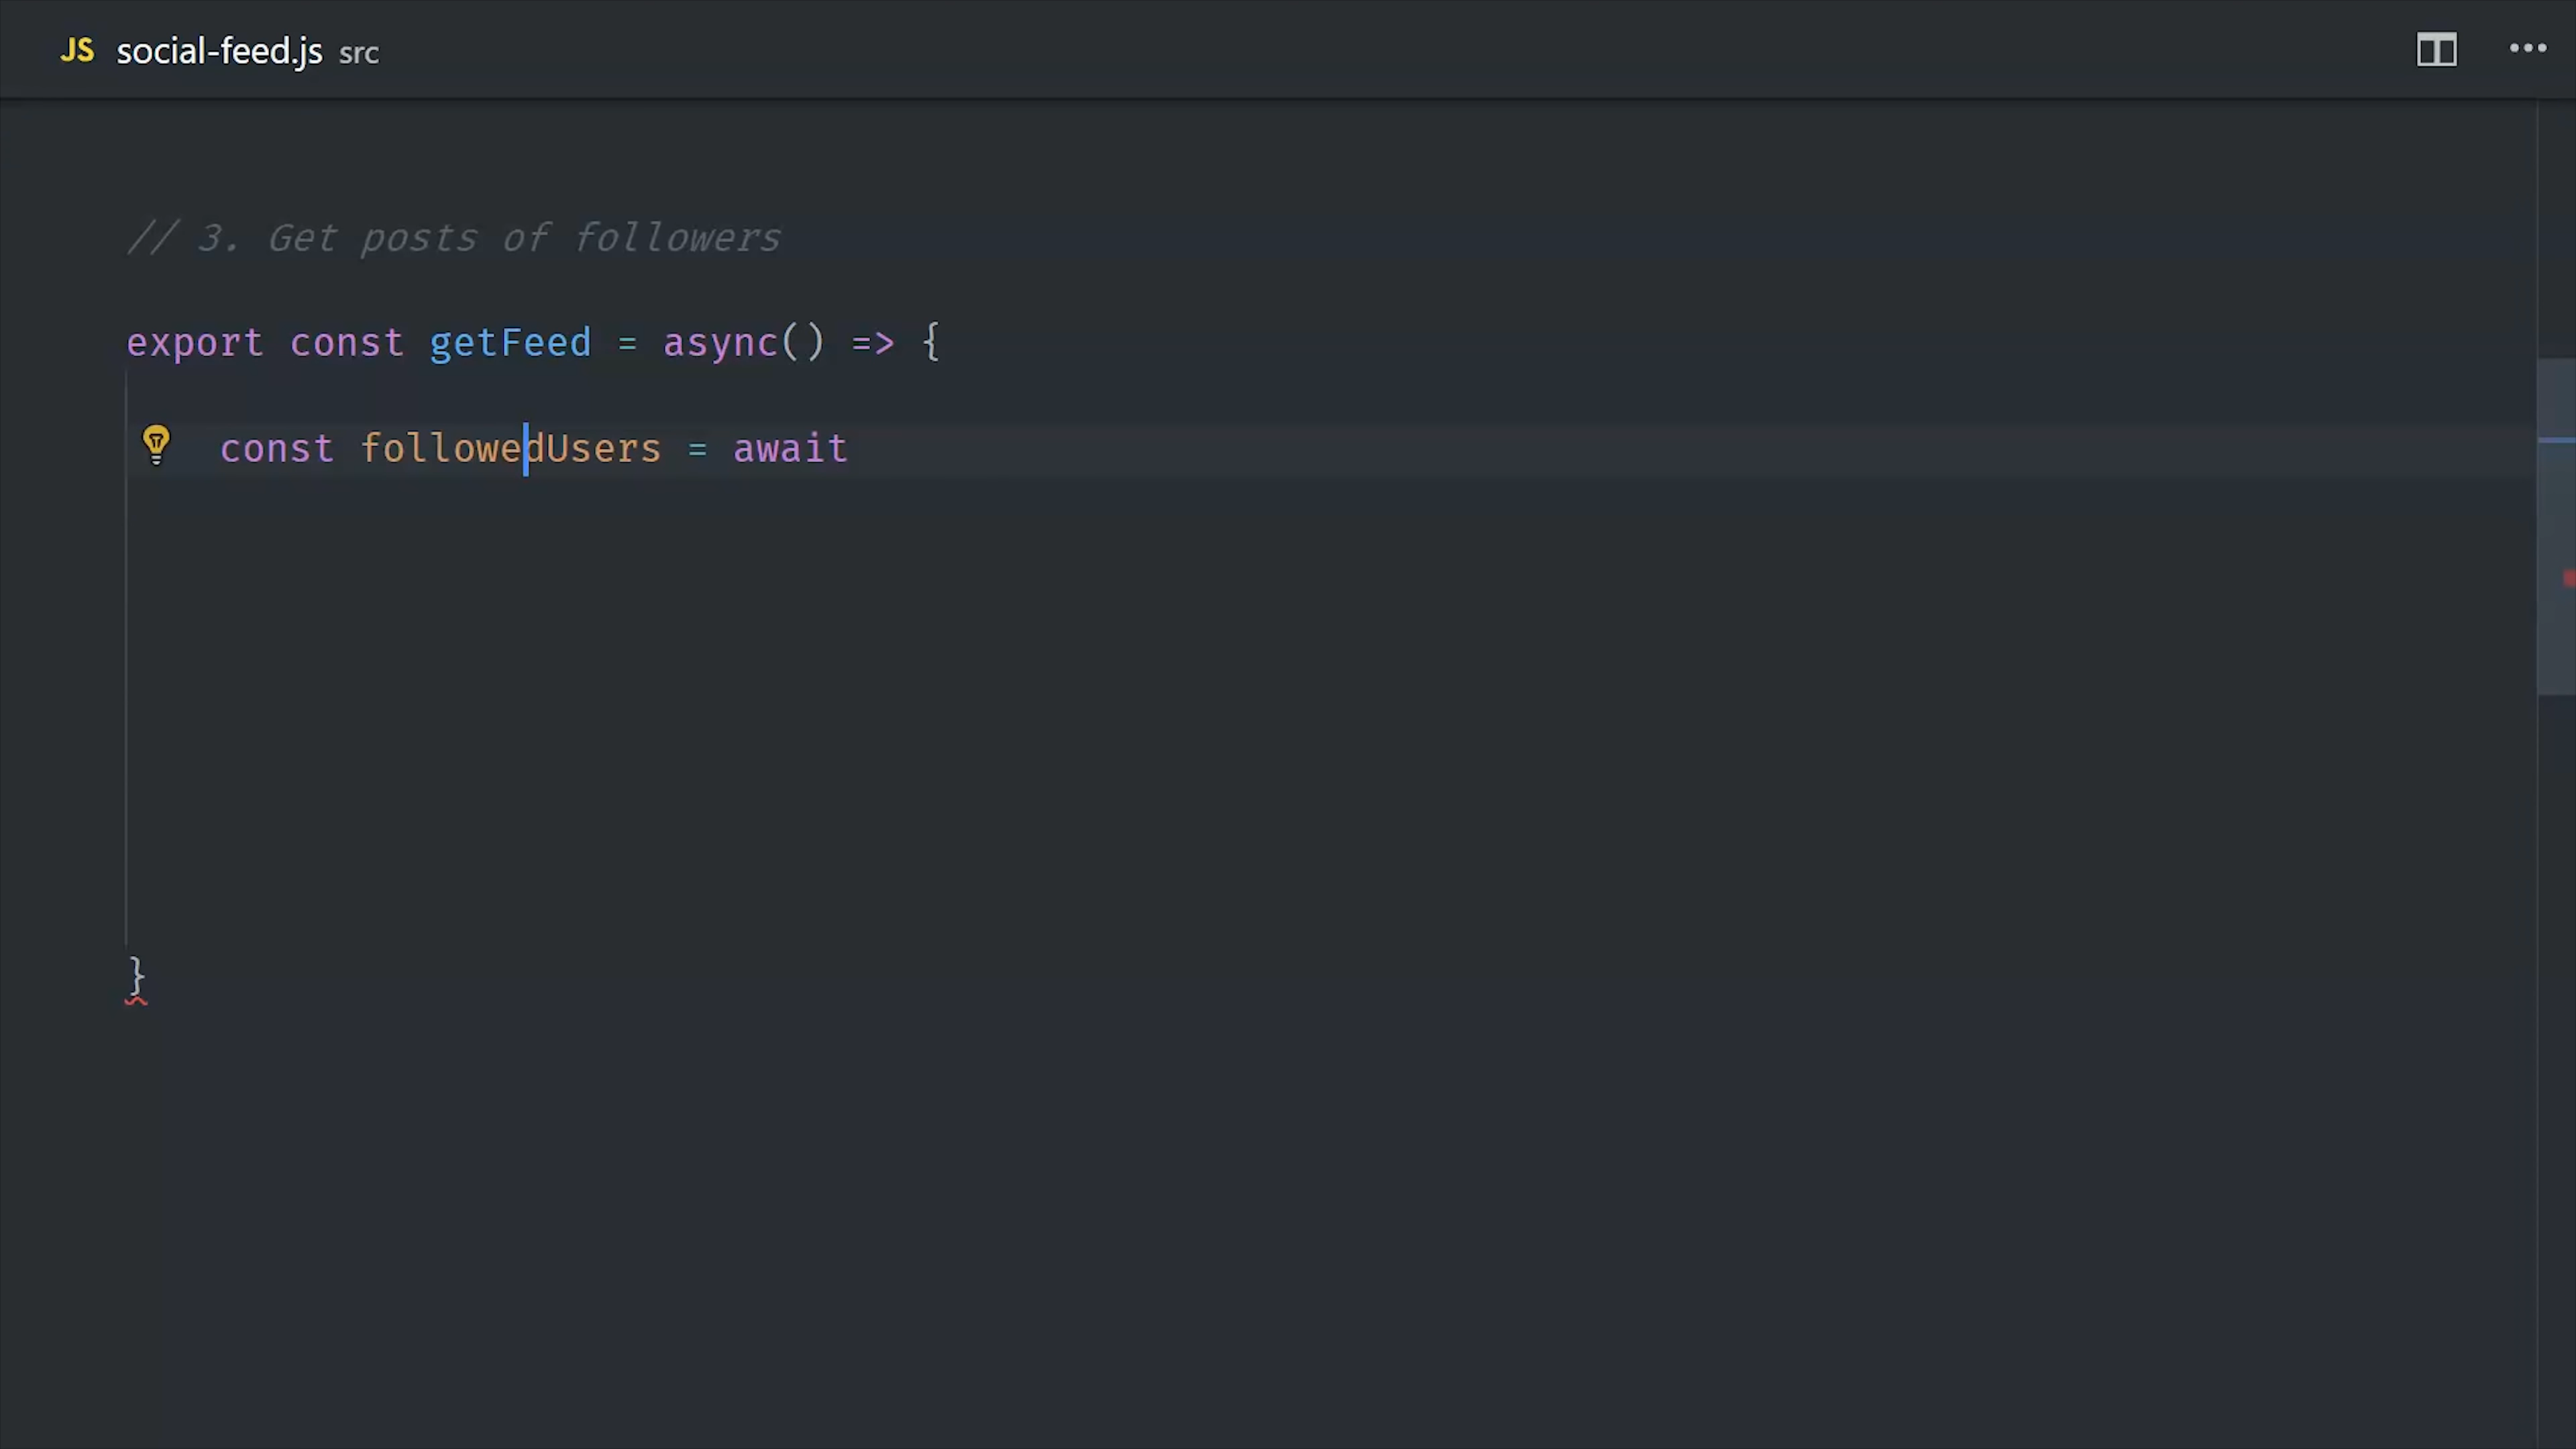 JS social-feed.js src
// 3. Get posts of followers
export const getFeed = async() => {
const followedUsers = await
}